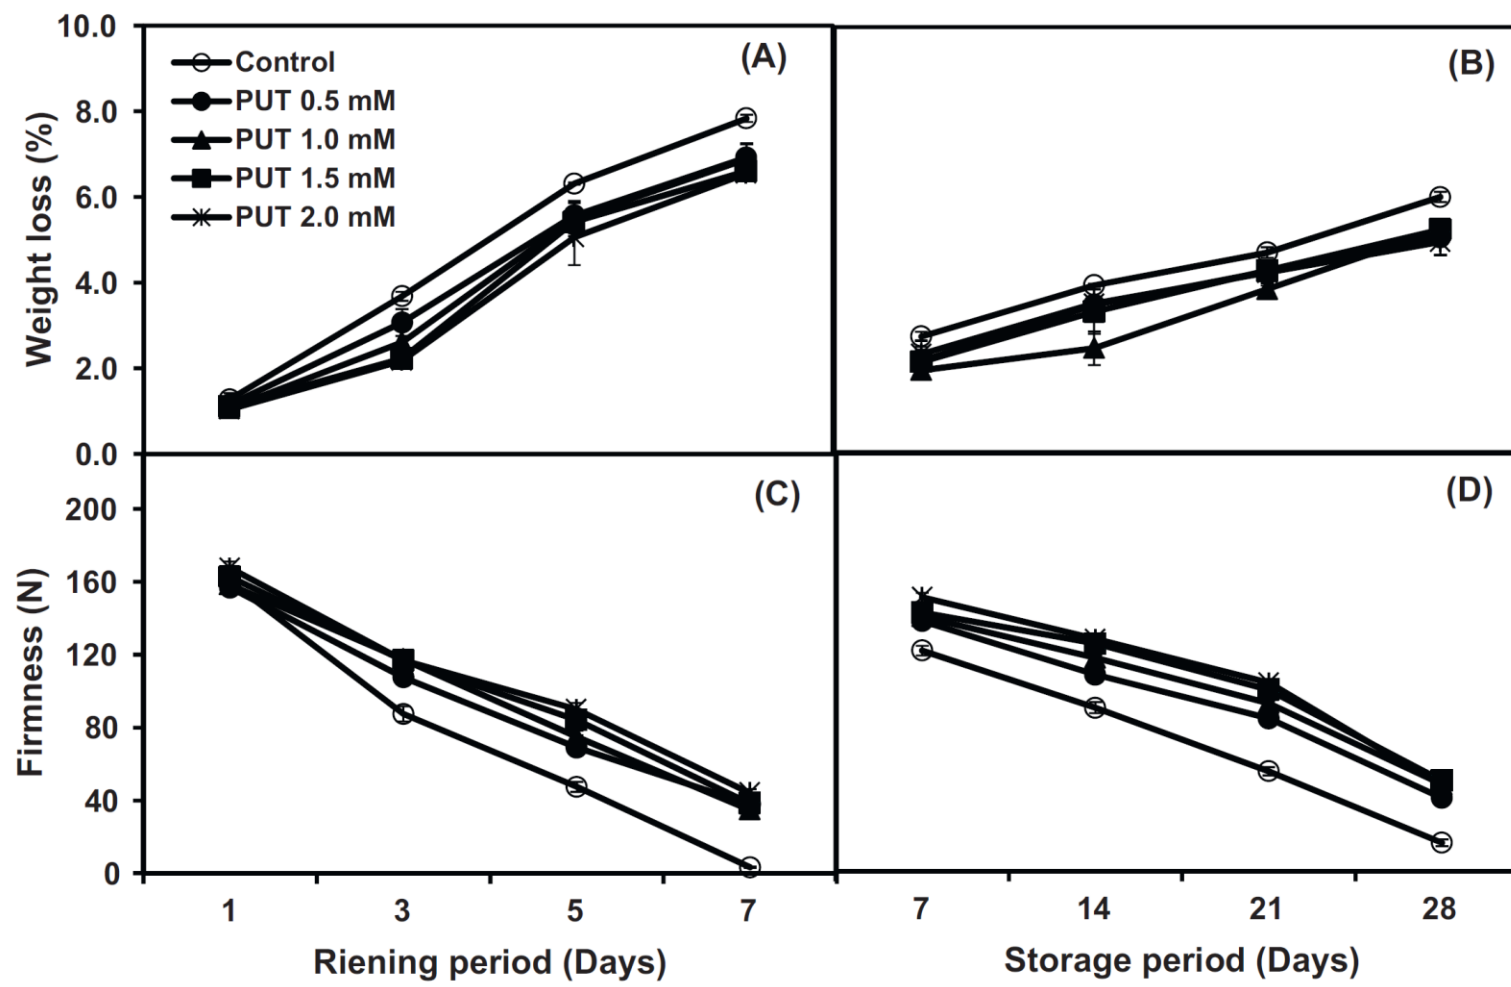 10.0
8.0
6.0
4.0
2.0
0.0
Weight loss (%)
Control
PUT 0.5 mM
PUT 1.0 mM
PUT 1.5 mM
PUT 2.0 mM
(A)
(B)
200
160
120
80
40
0
Firmness (N)
(C)
(D)
1 3 5 7
7 14 21 28
Riening period (Days)
Storage period (Days)